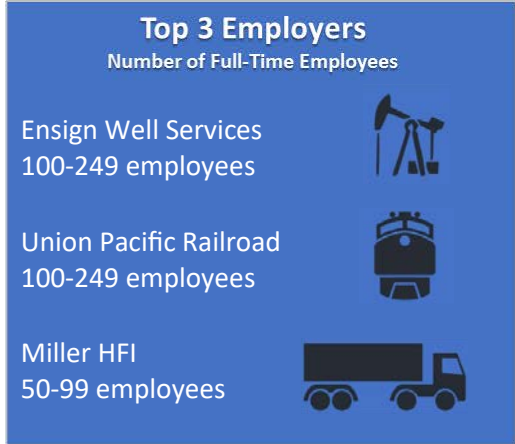 Top 3 Employers
Number of Full-Time Employees
Ensign Well Services
100-249 employees
Union Pacific Railroad
100-249 employees
Miller HFI
50-99 employees